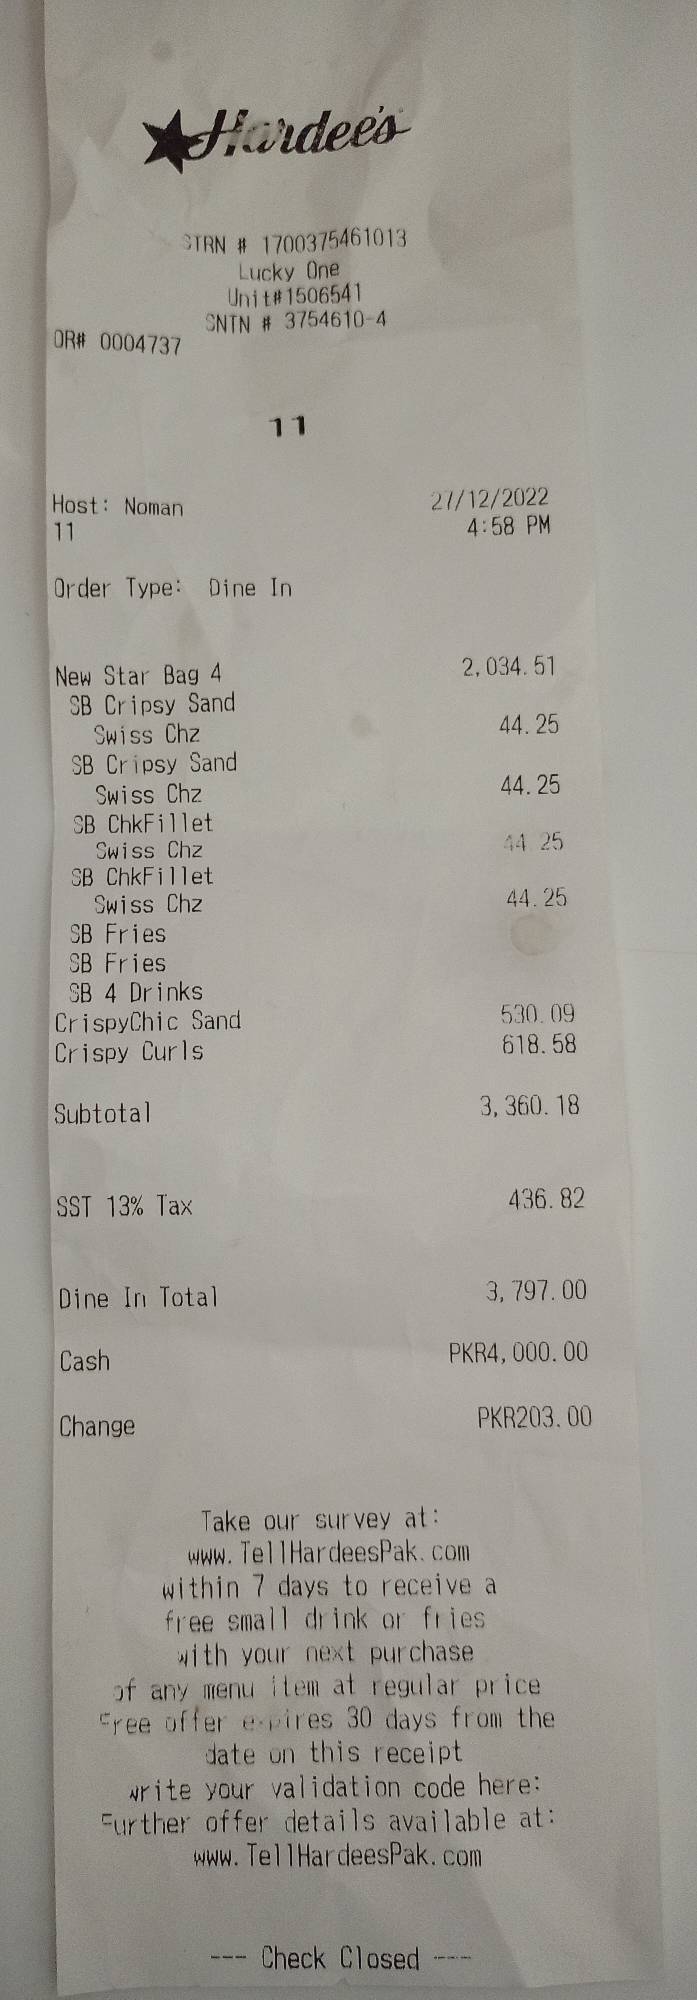 Hardee's
STRN # 1700375461013
Lucky One
Unit#1506541
SNTN # 3754610-4
OR# 0004737
11
Host: Noman 27/12/2022
11 4:58 PM
Order Type: Dine In
New Star Bag 4 2,034.51
SB Cripsy Sand
Swiss Chz 44.25
SB Cripsy Sand
Swiss Chz 44.25
SB ChkFillet
Swiss Chz 44.25
SB ChkFillet
Swiss Chz 44.25
SB Fries
SB Fries
SB 4 Drinks
CrispyChic Sand 530.09
Crispy Curls 618.58
Subtotal 3,360.18
SST 13% Tax 436.82
Dine In Total 3,797.00
Cash PKR4,000.00
Change PKR203.00
Take our survey at:
www.TellHardeesPak.com
within 7 days to receive a
free small drink or fries
with your next purchase
of any menu item at regular price
Free offer expires 30 days from the
date on this receipt
write your validation code here:
Further offer details available at:
www.TellHardeesPak.com
--- Check Closed ---